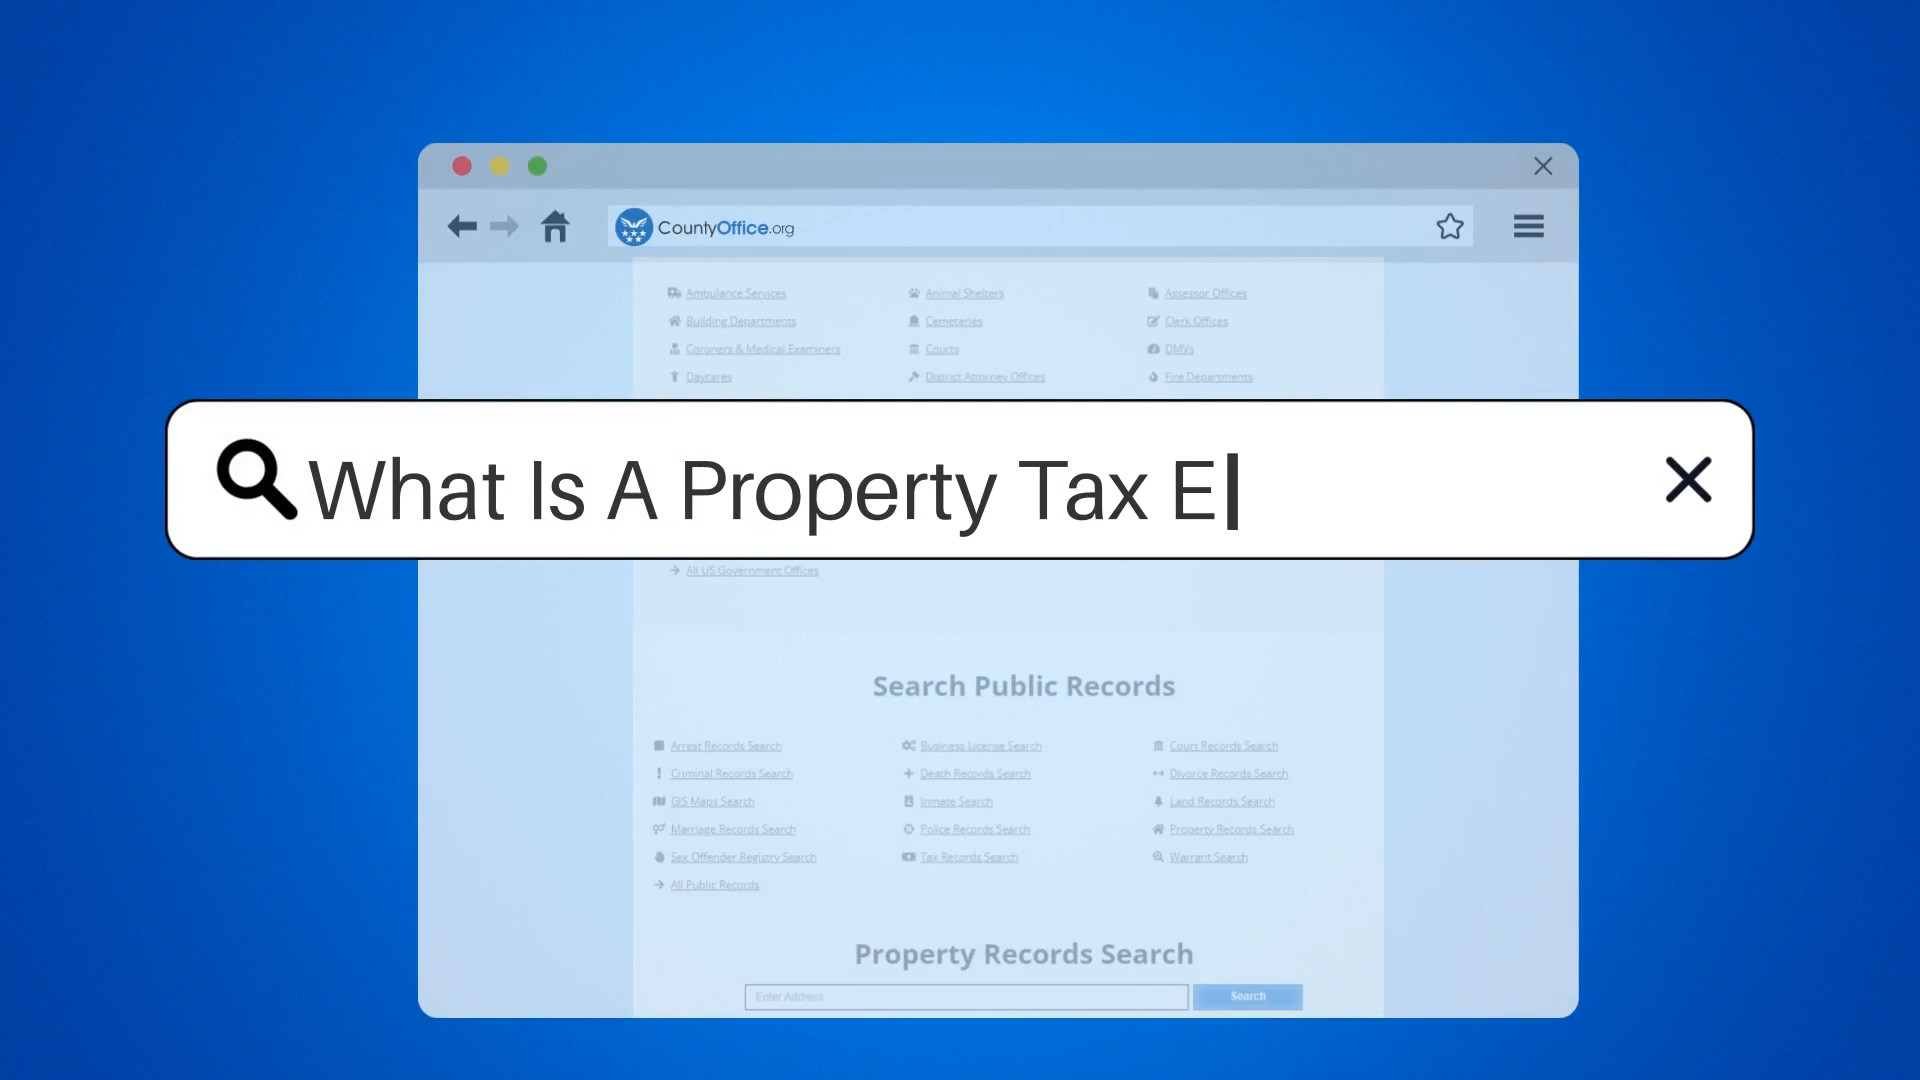 CountyOffice.org
Ambulance Services Animal Shelters Assessor Offices
Building Departments Cemeteries Clerk Offices
Coroners & Medical Examiners Courts DMVs
Daycares District Attorney Offices Fire Departments
What Is A Property Tax E
All US Government Offices
Search Public Records
Arrest Records Search Business License Search Court Records Search
Criminal Records Search Death Records Search Divorce Records Search
GIS Maps Search Inmate Search Land Records Search
Marriage Records Search Police Records Search Property Records Search
Sex Offender Registry Search Tax Records Search Warrant Search
All Public Records
Property Records Search
Enter Address Search